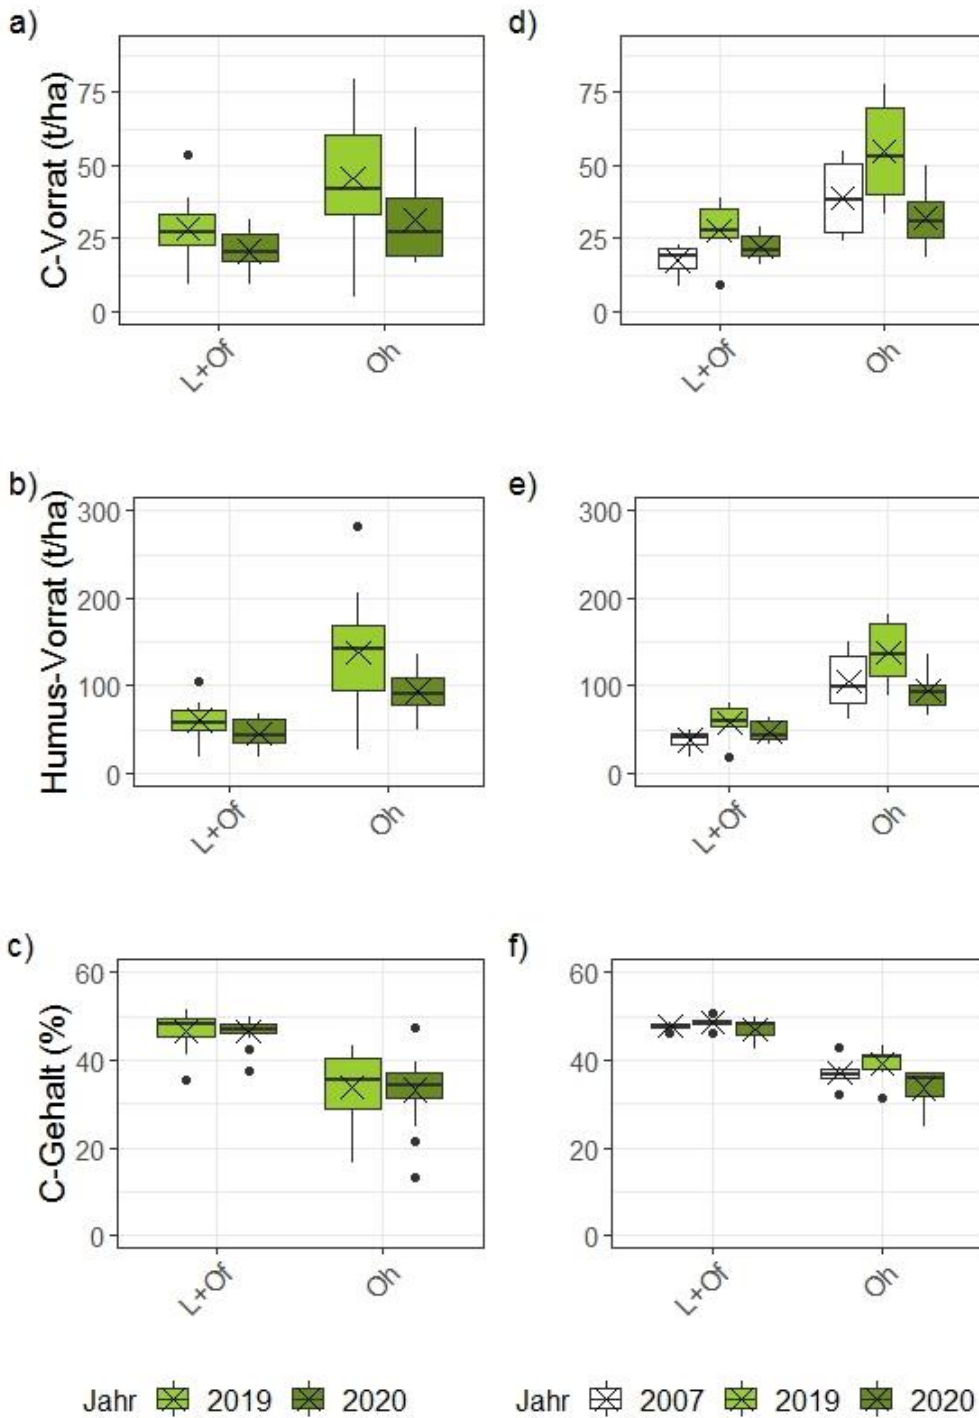 a)
C-Vorrat (t/ha)
75
50
25
0
L+Of
Oh
d)
75
50
25
0
L+Of
Oh
b)
Humus-Vorrat (t/ha)
300
200
100
0
L+Of
Oh
e)
300
200
100
0
L+Of
Oh
c)
C-Gehalt (%)
60
40
20
0
L+Of
Oh
f)
60
40
20
0
L+Of
Oh
Jahr 2019 2020
Jahr 2007 2019 2020